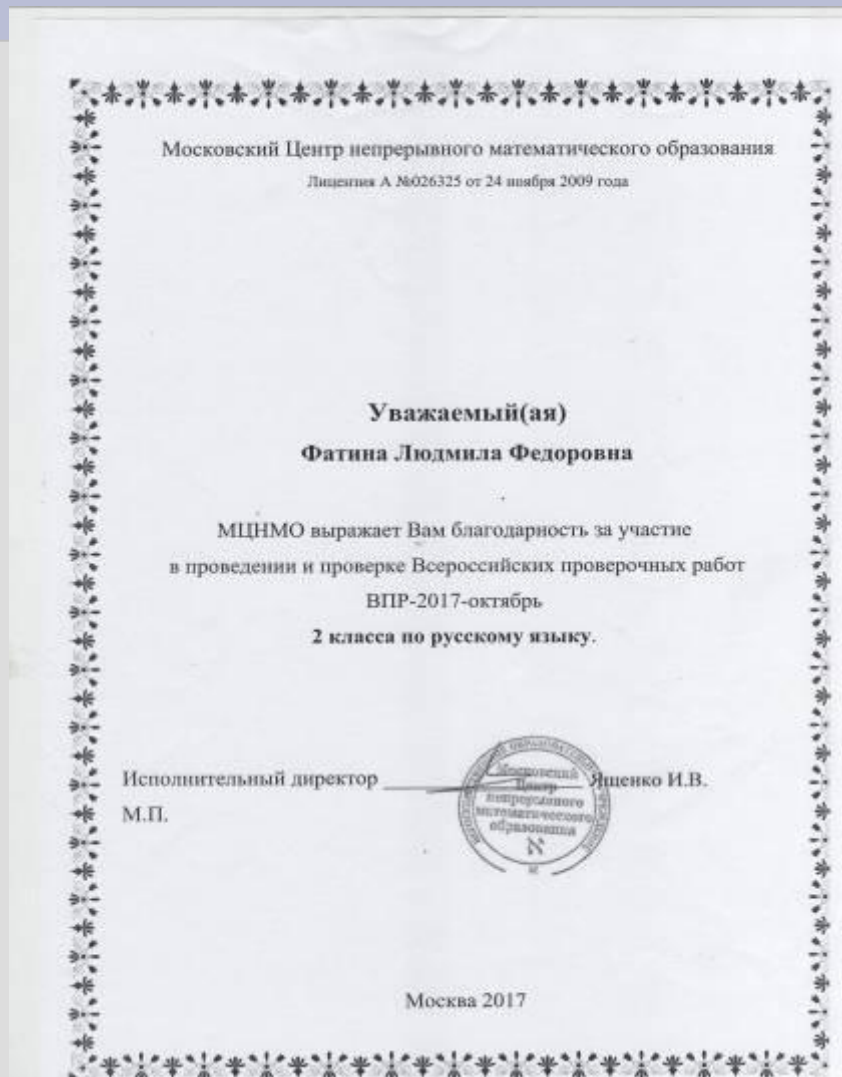 Московский Центр непрерывного математического образования
Лицензия А №026325 от 24 ноября 2009 года
Уважаемый(ая)
Фатина Людмила Федоровна
МЦНМО выражает Вам благодарность за участие
в проведении и проверке Всероссийских проверочных работ
ВПР-2017-октябрь
2 класса по русскому языку.
Исполнительный директор Ященко И.В.
М.П.
Московский
Центр
непрерывного
математического
образования
Москва 2017